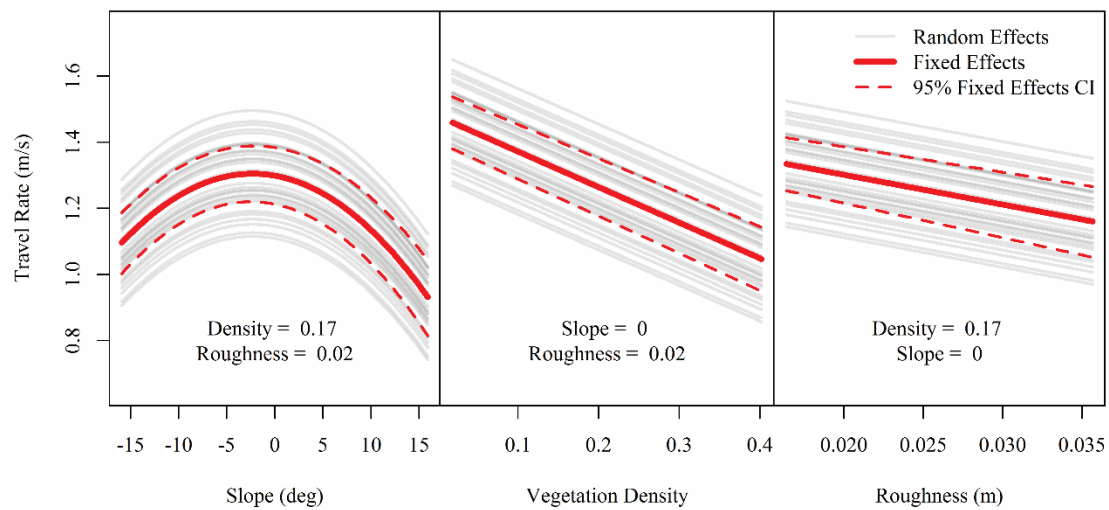 Random Effects
Fixed Effects
95% Fixed Effects CI
Travel Rate (m/s)
1.6
1.4
1.2
1.0
0.8
Density = 0.17
Roughness = 0.02
Slope = 0
Roughness = 0.02
Density = 0.17
Slope = 0
-15 -10 -5 0 5 10 15
0.1 0.2 0.3 0.4
0.020 0.025 0.030 0.035
Slope (deg)
Vegetation Density
Roughness (m)